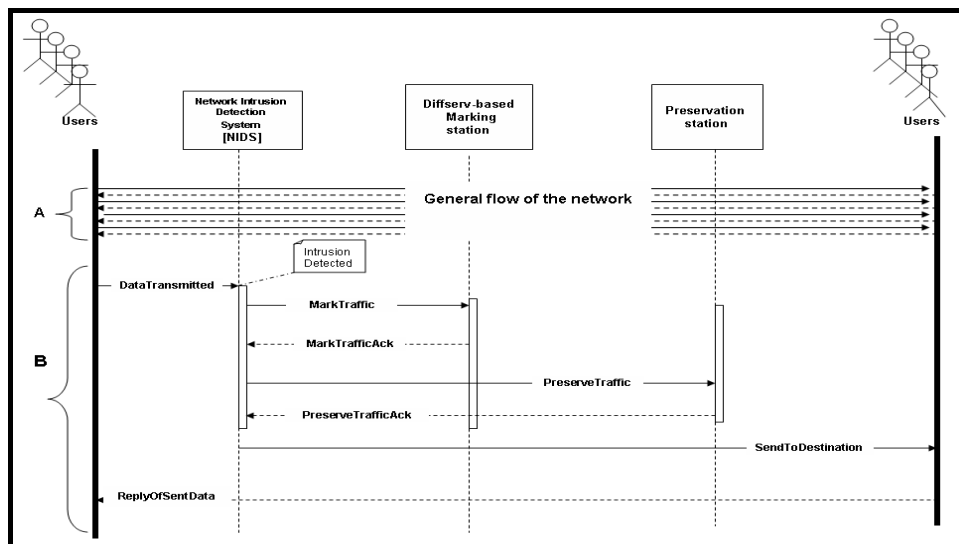 Users
Network Intrusion
Detection
System
[NIDS]
Diffserv-based
Marking
station
Preservation
station
Users
A
General flow of the network
Intrusion
Detected
DataTransmitted
MarkTraffic
B
MarkTrafficAck
PreserveTraffic
PreserveTrafficAck
SendToDestination
ReplyOfSentData